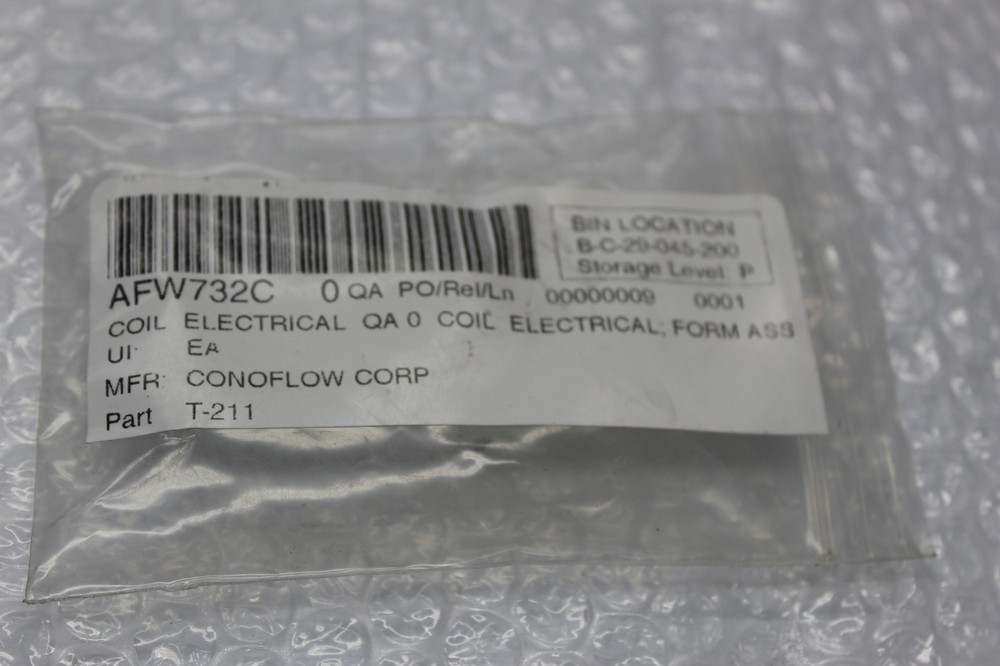 BIN LOCATION
B-C-29-045-200
Storage Level: P
AFW732C 0 QA PO/Rel/Ln 00000009 0001
COIL ELECTRICAL QA 0 COIL ELECTRICAL; FORM ASS
UI: EA
MFR: CONOFLOW CORP
Part T-211